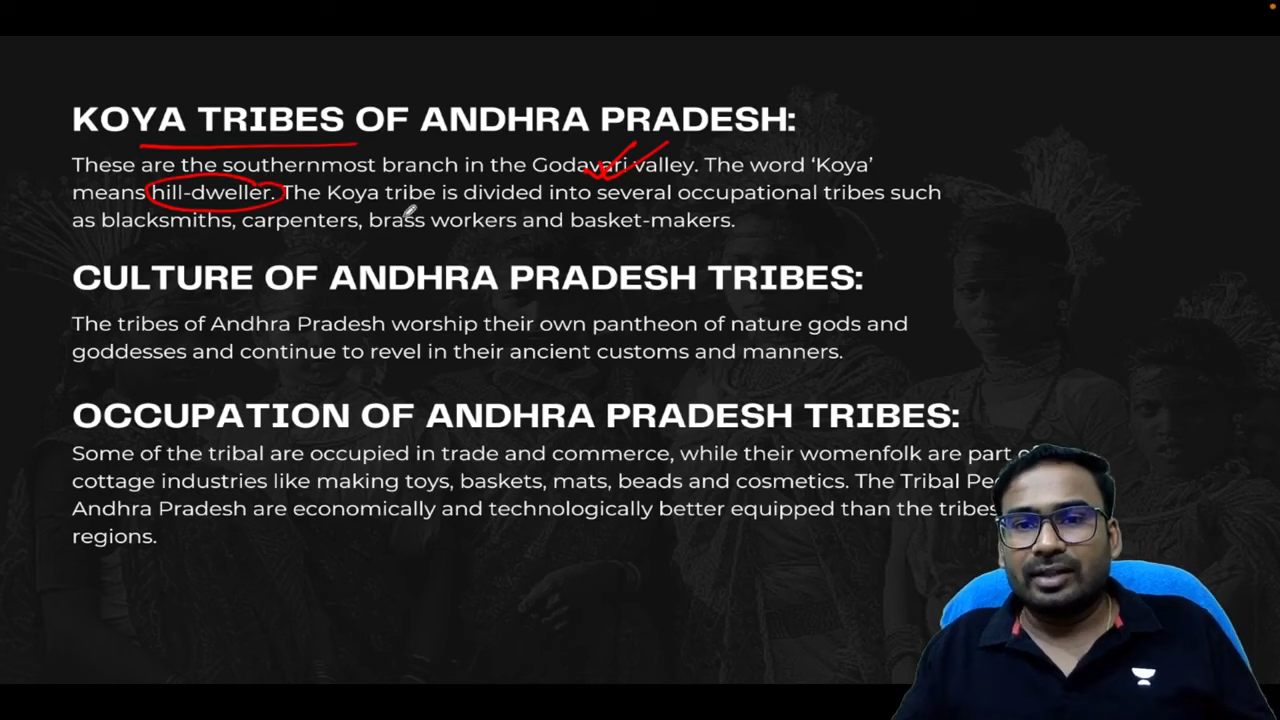 KOYA TRIBES OF ANDHRA PRADESH:
These are the southernmost branch in the Godavari valley. The word ‘Koya’
means hill-dweller. The Koya tribe is divided into several occupational tribes such
as blacksmiths, carpenters, brass workers and basket-makers.
CULTURE OF ANDHRA PRADESH TRIBES:
The tribes of Andhra Pradesh worship their own pantheon of nature gods and
goddesses and continue to revel in their ancient customs and manners.
OCCUPATION OF ANDHRA PRADESH TRIBES:
Some of the tribal are occupied in trade and commerce, while their womenfolk are part
cottage industries like making toys, baskets, mats, beads and cosmetics. The Tribal
Andhra Pradesh are economically and technologically better equipped than the tribes
regions.